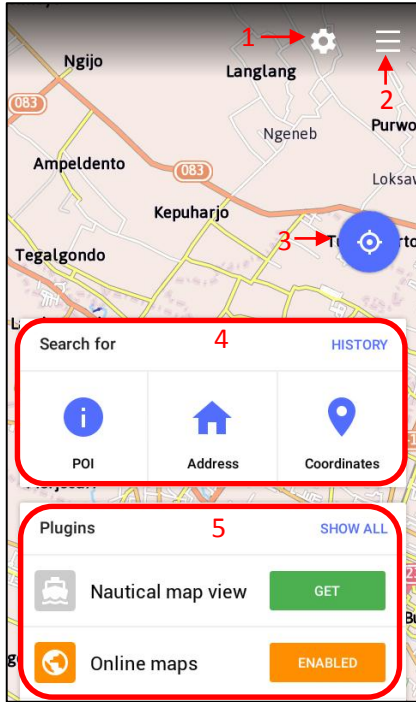 1
2
Ngijo
Langlang
083
Ngeneb
Purwo
Ampeldento
083
Loksav
Kepuharjo
3
Tegalgondo
Search for
4
HISTORY
POI
Address
Coordinates
Plugins
5
SHOW ALL
Nautical map view
GET
Online maps
ENABLED